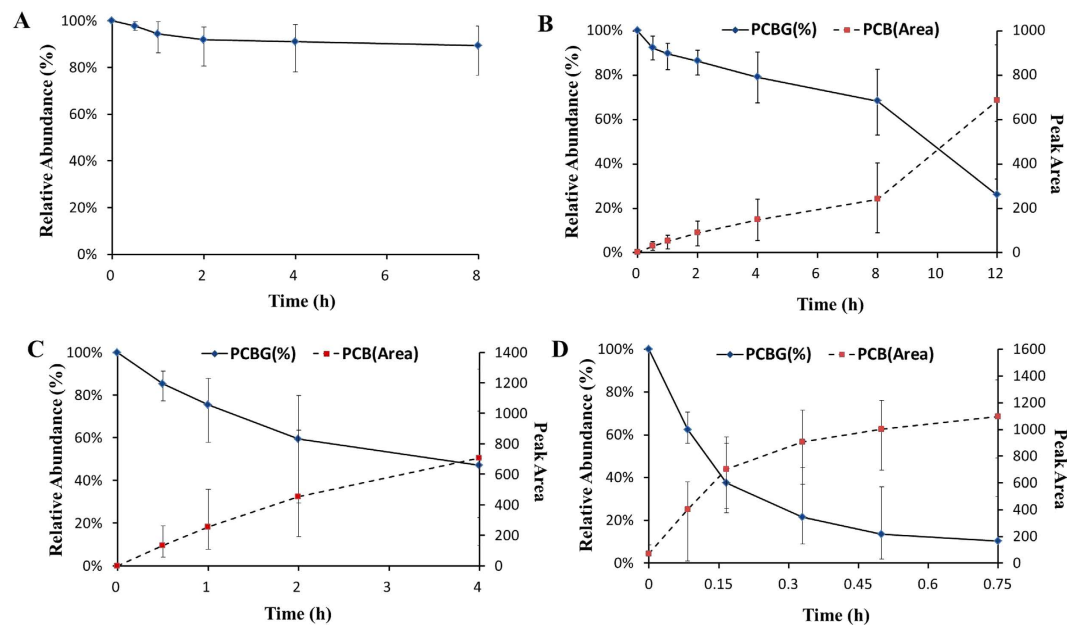 A
Relative Abundance (%)
100%
80%
60%
40%
20%
0%
0 2 4 6 8
Time (h)
B
PCBG(%) PCB(Area)
Relative Abundance (%)
100%
80%
60%
40%
20%
0%
1000
800
600
400
200
0
Peak Area
0 2 4 6 8 10 12
Time (h)
C
PCBG(%) PCB(Area)
Relative Abundance (%)
100%
80%
60%
40%
20%
0%
1400
1200
1000
800
600
400
200
0
Peak Area
0 1 2 3 4
Time (h)
D
PCBG(%) PCB(Area)
Relative Abundance (%)
100%
80%
60%
40%
20%
0%
1600
1400
1200
1000
800
600
400
200
0
Peak Area
0 0.15 0.3 0.45 0.6 0.75
Time (h)